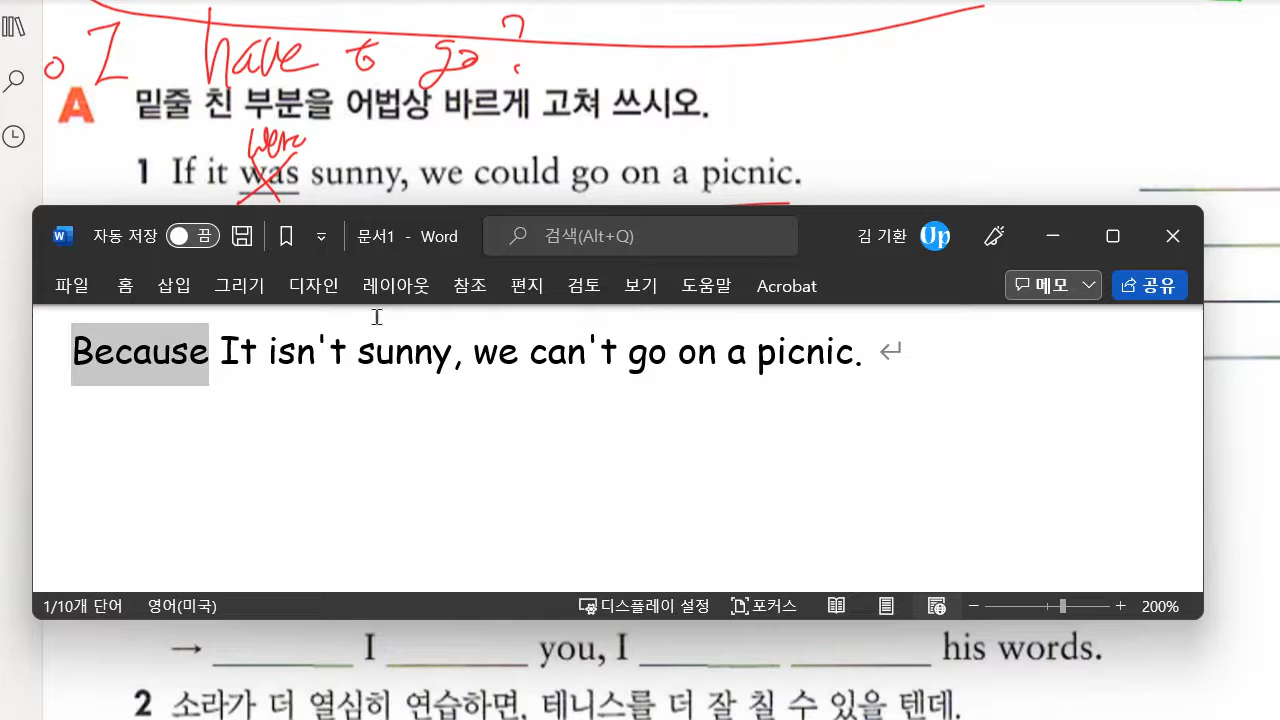 I have to go?
A 밑줄 친 부분을 어법상 바르게 고쳐 쓰시오.
were
1 If it was sunny, we could go on a picnic.
자동 저장 끔 문서1 - Word 검색(Alt+Q) 김 기환 Up
파일 홈 삽입 그리기 디자인 레이아웃 참조 편지 검토 보기 도움말 Acrobat 메모 공유
Because It isn't sunny, we can't go on a picnic. ↵
1/10개 단어 영어(미국) 디스플레이 설정 포커스 − + 200%
→ ________ I ________ you, I ________ ________ his words.
2 소라가 더 열심히 연습하면, 테니스를 더 잘 칠 수 있을 텐데.